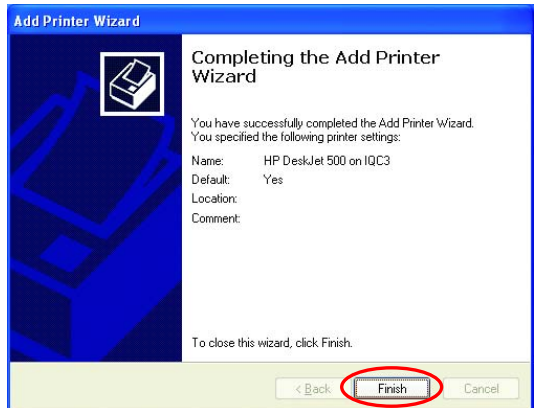 Add Printer Wizard
Completing the Add Printer
Wizard
You have successfully completed the Add Printer Wizard.
You specified the following printer settings:
Name: HP DeskJet 500 on IQC3
Default: Yes
Location:
Comment:
To close this wizard, click Finish.
< Back Finish Cancel